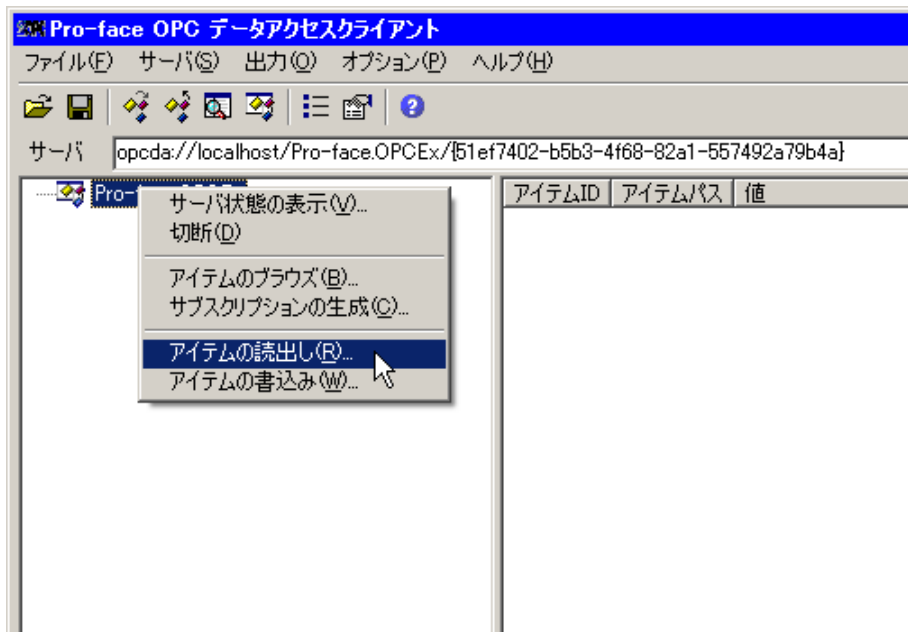 Pro-face OPC データアクセスクライアント
ファイル(F) サーバ(S) 出力(O) オプション(P) ヘルプ(H)
サーバ opcda://localhost/Pro-face.OPCEx/{51ef7402-b5b3-4f68-82a1-557492a79b4a}
アイテムID アイテムパス 値
サーバ状態の表示(V)...
切断(D)
アイテムのブラウズ(B)...
サブスクリプションの生成(C)...
アイテムの読出し(R)...
アイテムの書込み(W)...